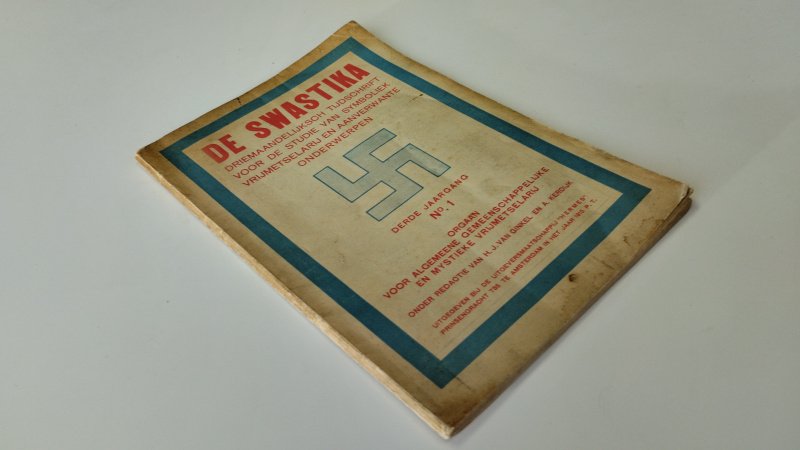 DE SWASTIKA
DRIEMAANDELIJKSCH TIJDSCHRIFT
VOOR DE STUDIE VAN SYMBOLIEK
VRIJMETSELARIJ EN AANVERWANTE
ONDERWERPEN
DERDE JAARGANG
No. 1
ORGAAN
VOOR ALGEMEENE GEMEENSCHAPPELIJKE
EN MYSTIEKE VRIJMETSELARIJ
ONDER REDACTIE VAN H. J. VAN GINKEL EN A. KERDIJK
UITGEGEVEN BIJ DE UITGEVERSMAATSCHAPPIJ "HERMES"
PRINSENGRACHT TE AMSTERDAM IN HET JAAR